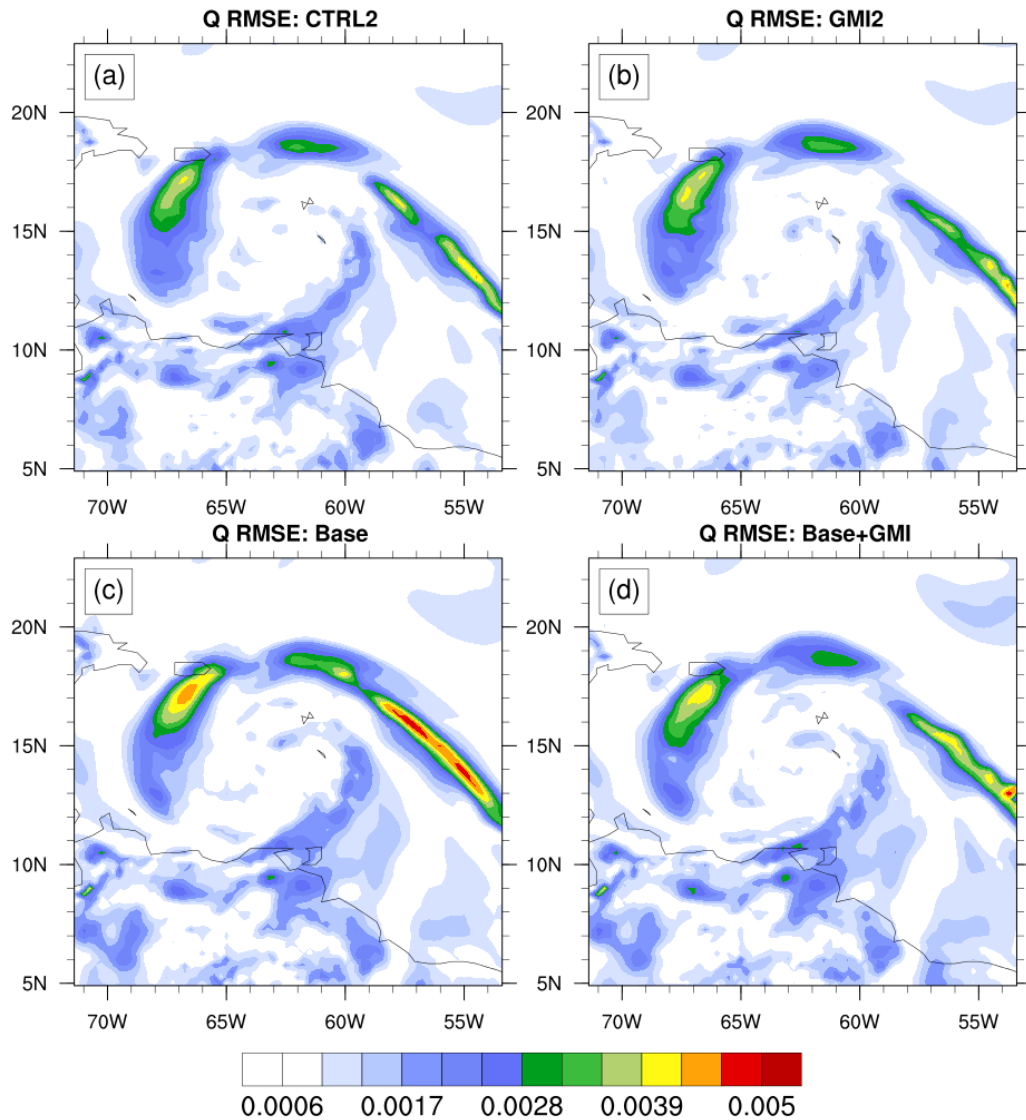 Q RMSE: CTRL2
Q RMSE: GMI2
(a)
(b)
20N
20N
15N
15N
10N
10N
5N
5N
70W 65W 60W 55W
70W 65W 60W 55W
Q RMSE: Base
Q RMSE: Base+GMI
(c)
(d)
20N
20N
15N
15N
10N
10N
5N
5N
70W 65W 60W 55W
70W 65W 60W 55W
0.0006 0.0017 0.0028 0.0039 0.005